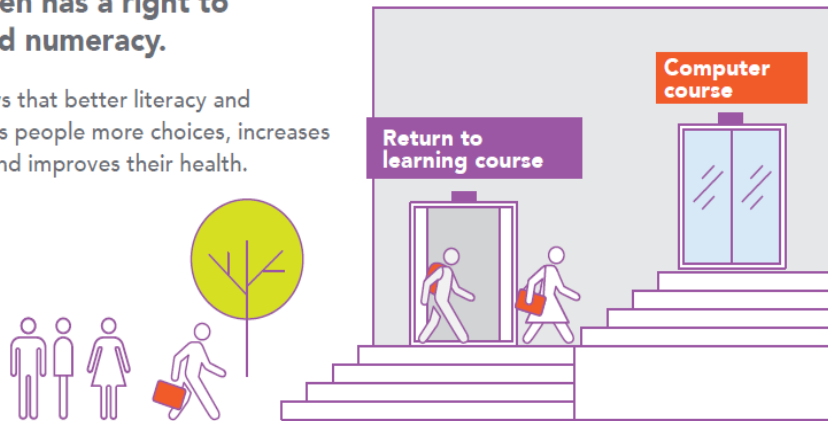 en has a right to
d numeracy.
s that better literacy and
s people more choices, increases
nd improves their health.
Return to
learning course
Computer
course